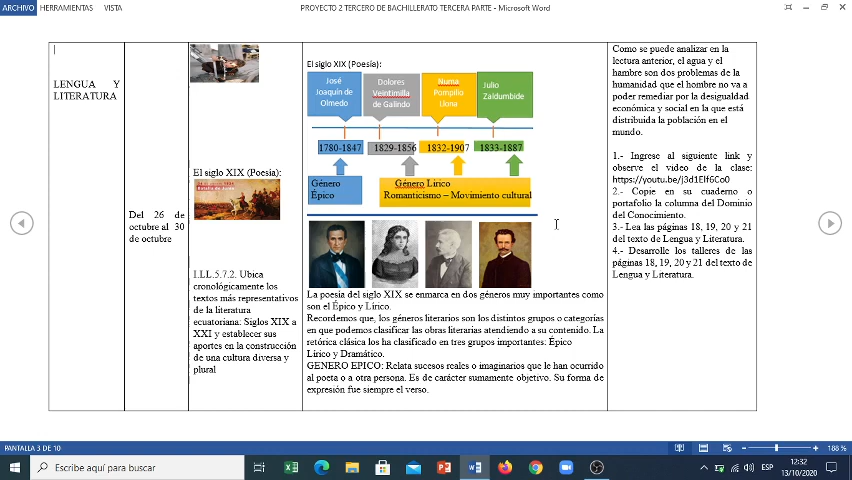 ARCHIVO HERRAMIENTAS VISTA PROYECTO 2 TERCERO DE BACHILLERATO TERCERA PARTE - Microsoft Word
LENGUA Y
LITERATURA
Del 26 de
octubre al 30
de octubre
El siglo XIX (Poesía):
I.LL.5.7.2. Ubica
cronológicamente los
textos más representativos
de la literatura
ecuatoriana: Siglos XIX a
XXI y establecer sus
aportes en la construcción
de una cultura diversa y
plural
El siglo XIX (Poesía):
José
Joaquín de
Olmedo
Dolores
Veintimilla
de Galindo
Numa
Pompilio
Llona
Julio
Zaldumbide
1780-1847 1829-1856 1832-1907 1833-1887
Género
Épico
Género Lírico
Romanticismo – Movimiento cultural
La poesía del siglo XIX se enmarca en dos géneros muy importantes como
son el Épico y Lírico.
Recordemos que, los géneros literarios son los distintos grupos o categorías
en que podemos clasificar las obras literarias atendiendo a su contenido. La
retórica clásica los ha clasificado en tres grupos importantes: Épico
Lírico y Dramático.
GENERO EPICO: Relata sucesos reales o imaginarios que le han ocurrido
al poeta o a otra persona. Es de carácter sumamente objetivo. Su forma de
expresión fue siempre el verso.
Como se puede analizar en la
lectura anterior, el agua y el
hambre son dos problemas de la
humanidad que el hombre no va a
poder remediar por la desigualdad
económica y social en la que está
distribuida la población en el
mundo.
1.- Ingrese al siguiente link y
observe el video de la clase:
https://youtu.be/j3d1Elf6Co0
2.- Copie en su cuaderno o
portafolio la columna del Dominio
del Conocimiento.
3.- Lea las páginas 18, 19, 20 y 21
del texto de Lengua y Literatura.
4.- Desarrolle los talleres de las
páginas 18, 19, 20 y 21 del texto de
Lengua y Literatura.
PANTALLA 3 DE 10
188 %
Escribe aquí para buscar
ESP
12:32
13/10/2020